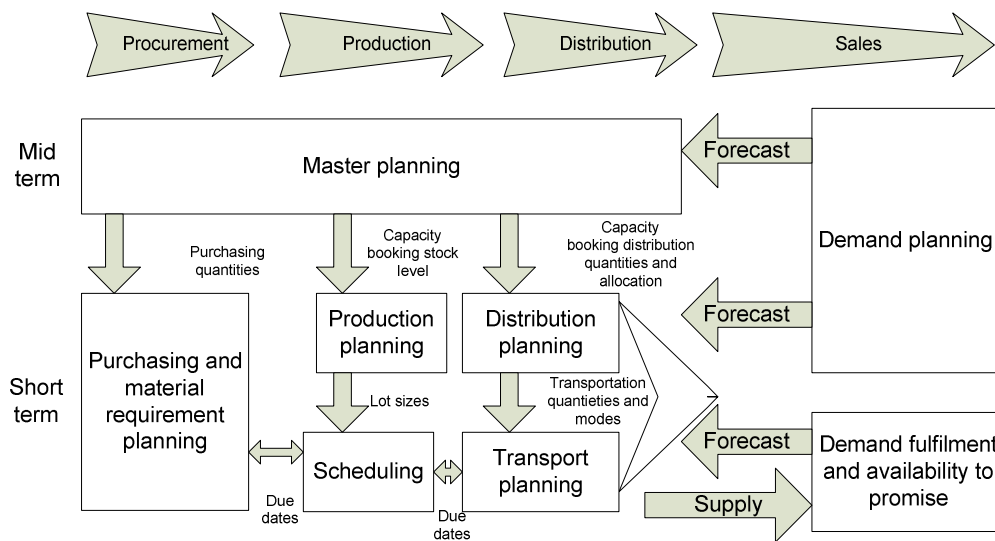 Procurement
Production
Distribution
Sales
Mid
term
Master planning
Forecast
Demand planning
Purchasing
quantities
Capacity
booking stock
level
Capacity
booking distribution
quantities and
allocation
Forecast
Short
term
Purchasing and
material
requirement
planning
Production
planning
Distribution
planning
Lot sizes
Transportation
quantieties and
modes
Scheduling
Transport
planning
Due
dates
Due
dates
Forecast
Supply
Demand fulfilment
and availability to
promise